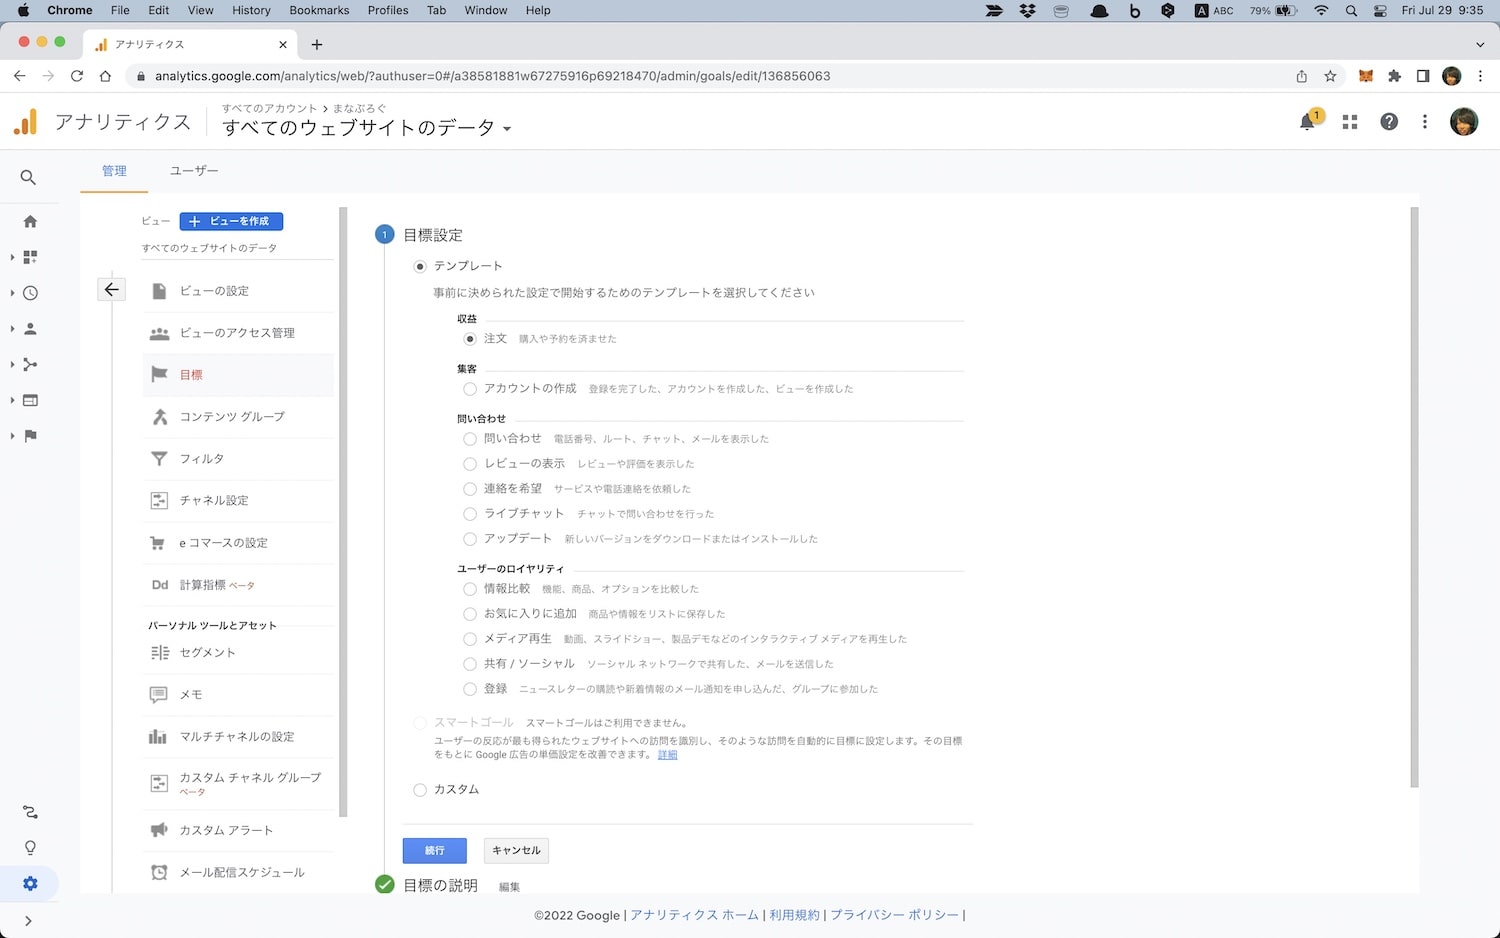 Chrome File Edit View History Bookmarks Profiles Tab Window Help
A ABC 79% Fri Jul 29 9:35
アナリティクス
analytics.google.com/analytics/web/?authuser=0#/a38581881w67275916p69218470/admin/goals/edit/136856063
アナリティクス
すべてのアカウント > まなぶろぐ
すべてのウェブサイトのデータ
1
管理 ユーザー
ビュー + ビューを作成
すべてのウェブサイトのデータ
ビューの設定
ビューのアクセス管理
目標
コンテンツ グループ
フィルタ
チャネル設定
e コマースの設定
Dd 計算指標 ベータ
パーソナル ツールとアセット
セグメント
メモ
マルチチャネルの設定
カスタム チャネル グループ
ベータ
カスタム アラート
メール配信スケジュール
1 目標設定
テンプレート
事前に決められた設定で開始するためのテンプレートを選択してください
収益
注文 購入や予約を済ませた
集客
アカウントの作成 登録を完了した、アカウントを作成した、ビューを作成した
問い合わせ
問い合わせ 電話番号、ルート、チャット、メールを表示した
レビューの表示 レビューや評価を表示した
連絡を希望 サービスや電話連絡を依頼した
ライブチャット チャットで問い合わせを行った
アップデート 新しいバージョンをダウンロードまたはインストールした
ユーザーのロイヤリティ
情報比較 機能、商品、オプションを比較した
お気に入りに追加 商品や情報をリストに保存した
メディア再生 動画、スライドショー、製品デモなどのインタラクティブ メディアを再生した
共有 / ソーシャル ソーシャル ネットワークで共有した、メールを送信した
登録 ニュースレターの購読や新着情報のメール通知を申し込んだ、グループに参加した
スマートゴール スマートゴールはご利用できません。
ユーザーの反応が最も得られたウェブサイトへの訪問を識別し、そのような訪問を自動的に目標に設定します。その目標
をもとに Google 広告の単価設定を改善できます。 詳細
カスタム
続行 キャンセル
目標の説明 編集
©2022 Google | アナリティクス ホーム | 利用規約 | プライバシー ポリシー |